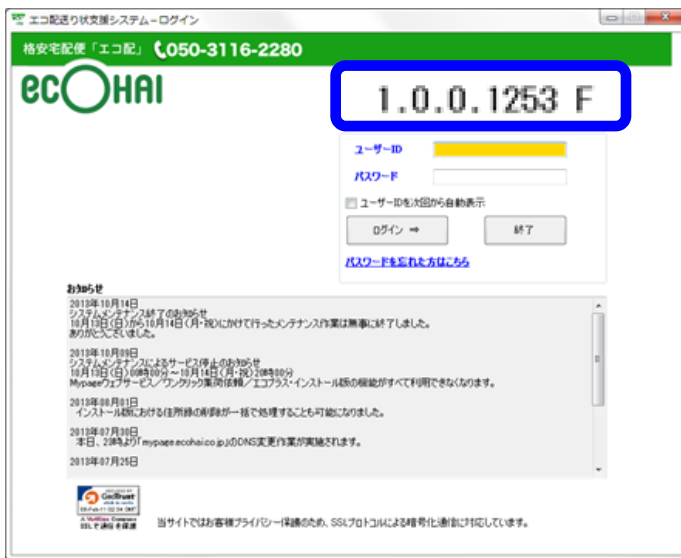 エコ配送り状支援システム-ログイン
格安宅配便「エコ配」 050-3116-2280
ecOHAI
1.0.0.1253 F
ユーザーID
パスワード
ユーザーIDを次回から自動表示
ログイン ⇒ 終了
パスワードを忘れた方はこちら
お知らせ
2013年10月14日
システムメンテナンス終了のお知らせ
10月13日(日)から10月14日(月・祝)にかけて行ったメンテナンス作業は無事に終了しました。
ありがとうございました。
2013年10月09日
システムメンテナンスによるサービス停止のお知らせ
10月13日(日)00時00分～10月14日(月・祝)20時00分
Mypageウェブサービス/ワンクリック集荷依頼/エコプラス・インストール版の機能がすべて利用できなくなります。
2013年08月01日
インストール版における住所録の削除が一括で処理することも可能になりました。
2013年07月30日
本日、23時より「mypage.ecohai.co.jp」のDNS変更作業が実施されます。
2013年07月25日
GeoTrust
A VeriSign Company
SSLで通信を保護
当サイトではお客様プライバシー保護のため、SSLプロトコルによる暗号化通信に対応しています。